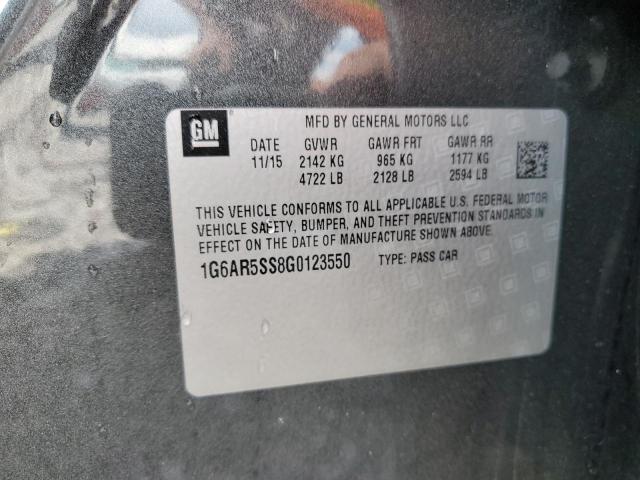 GM
MFD BY GENERAL MOTORS LLC
DATE GVWR GAWR FRT GAWR RR
11/15 2142 KG 965 KG 1177 KG
4722 LB 2128 LB 2594 LB
THIS VEHICLE CONFORMS TO ALL APPLICABLE U.S. FEDERAL MOTOR
VEHICLE SAFETY, BUMPER, AND THEFT PREVENTION STANDARDS IN
EFFECT ON THE DATE OF MANUFACTURE SHOWN ABOVE.
1G6AR5SS8G0123550 TYPE: PASS CAR